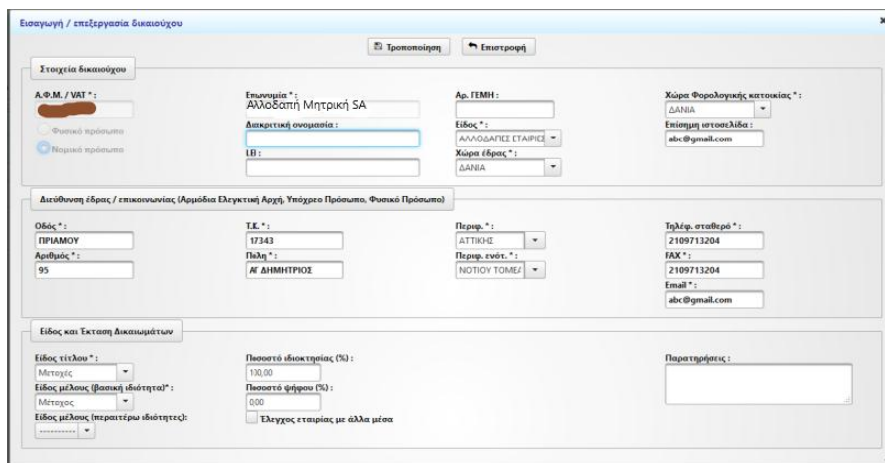 Εισαγωγή / επεξεργασία δικαιούχου
Τροποποίηση Επιστροφή
Στοιχεία δικαιούχου
Α.Φ.Μ. / VAT * : Επωνυμία * : Αρ. ΓΕΜΗ : Χώρα Φορολογικής κατοικίας * :
Αλλοδαπή Μητρική SA ΔΑΝΙΑ
Φυσικό πρόσωπο Διακριτική ονομασία : Είδος * : Επίσημη ιστοσελίδα :
ΑΛΛΟΔΑΠΕΣ ΕΤΑΙΡΙΕΣ abc@gmail.com
Νομικό πρόσωπο LEI : Χώρα έδρας * :
ΔΑΝΙΑ
Διεύθυνση έδρας / επικοινωνίας (Αρμόδια Ελεγκτική Αρχή, Υπόχρεο Πρόσωπο, Φυσικό Πρόσωπο)
Οδός * : Τ.Κ. * : Περιφ. * : Τηλέφ. σταθερό * :
ΠΡΙΑΜΟΥ 17343 ΑΤΤΙΚΗΣ 2109713204
Αριθμός * : Πόλη * : Περιφ. ενότ. * : FAX * :
95 ΑΓ ΔΗΜΗΤΡΙΟΣ ΝΟΤΙΟΥ ΤΟΜΕΑ 2109713204
Email * :
abc@gmail.com
Είδος και Έκταση Δικαιωμάτων
Είδος τίτλου * : Ποσοστό ιδιοκτησίας (%) : Παρατηρήσεις :
Μετοχές 100,00
Είδος μέλους (βασική ιδιότητα)* : Ποσοστό ψήφου (%) :
Μέτοχος 0,00
Είδος μέλους (περαιτέρω ιδιότητες): Έλεγχος εταιρίας με άλλα μέσα
----------